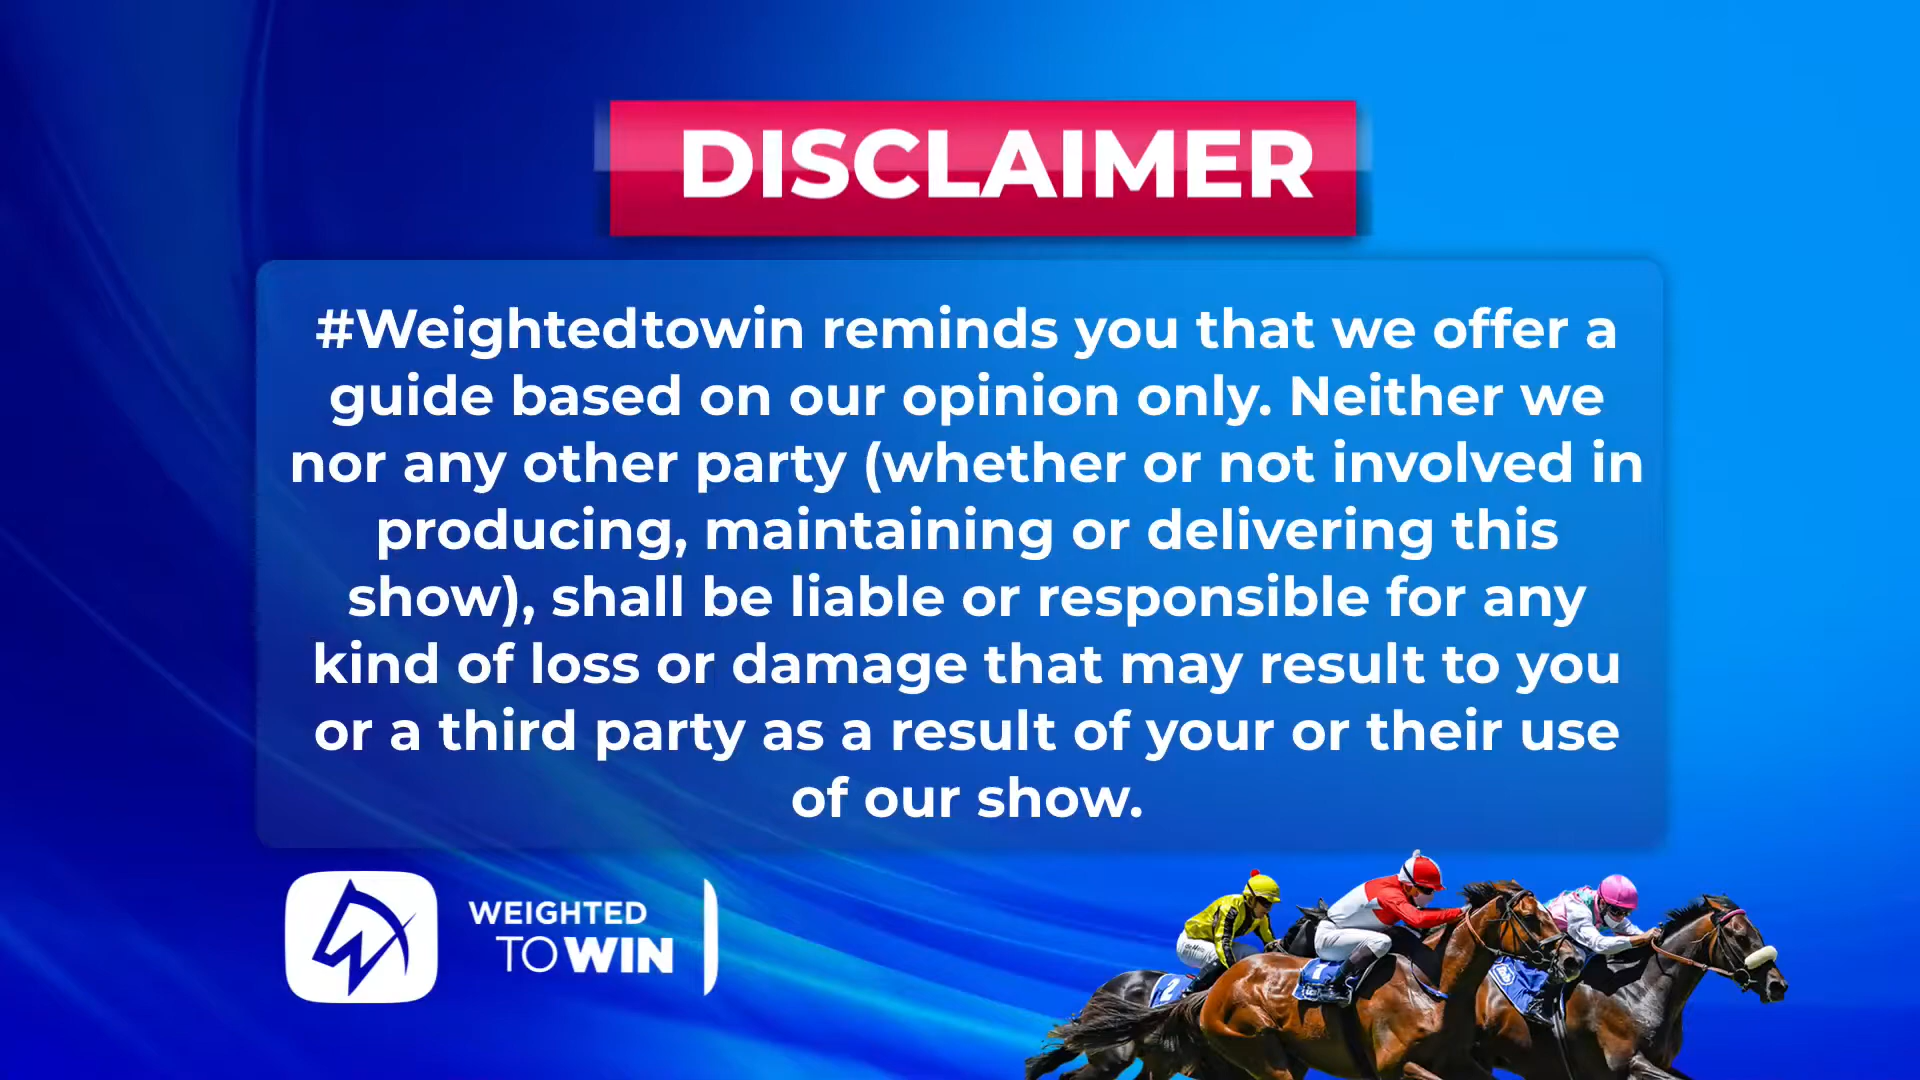 DISCLAIMER
#Weightedtowin reminds you that we offer a
guide based on our opinion only. Neither we
nor any other party (whether or not involved in
producing, maintaining or delivering this
show), shall be liable or responsible for any
kind of loss or damage that may result to you
or a third party as a result of your or their use
of our show.
WEIGHTED
TO WIN
2